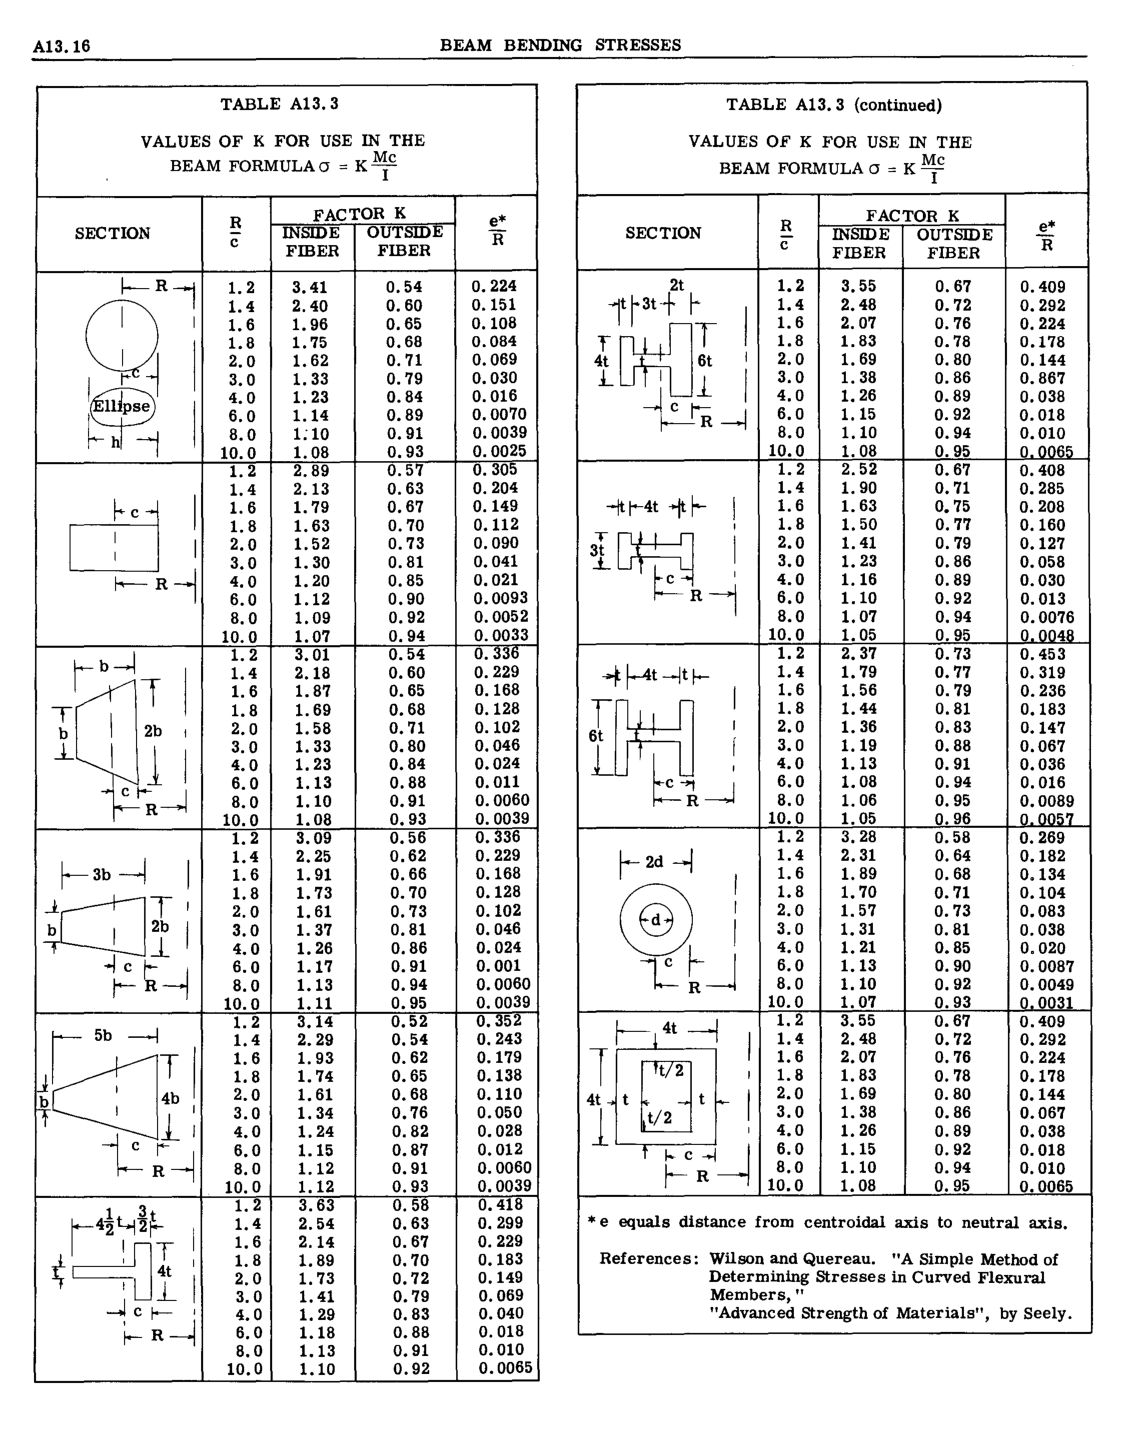 A13.16
BEAM BENDING STRESSES
TABLE A13.3
VALUES OF K FOR USE IN THE
BEAM FORMULA σ = K Mc/I
SECTION R/c FACTOR K e*/R
INSIDE FIBER OUTSIDE FIBER
R
c
Ellipse
h
1.2 3.41 0.54 0.224
1.4 2.40 0.60 0.151
1.6 1.96 0.65 0.108
1.8 1.75 0.68 0.084
2.0 1.62 0.71 0.069
3.0 1.33 0.79 0.030
4.0 1.23 0.84 0.016
6.0 1.14 0.89 0.0070
8.0 1.10 0.91 0.0039
10.0 1.08 0.93 0.0025
c
R
1.2 2.89 0.57 0.305
1.4 2.13 0.63 0.204
1.6 1.79 0.67 0.149
1.8 1.63 0.70 0.112
2.0 1.52 0.73 0.090
3.0 1.30 0.81 0.041
4.0 1.20 0.85 0.021
6.0 1.12 0.90 0.0093
8.0 1.09 0.92 0.0052
10.0 1.07 0.94 0.0033
b
b 2b
c
R
1.2 3.01 0.54 0.336
1.4 2.18 0.60 0.229
1.6 1.87 0.65 0.168
1.8 1.69 0.68 0.128
2.0 1.58 0.71 0.102
3.0 1.33 0.80 0.046
4.0 1.23 0.84 0.024
6.0 1.13 0.88 0.011
8.0 1.10 0.91 0.0060
10.0 1.08 0.93 0.0039
3b
b 2b
c
R
1.2 3.09 0.56 0.336
1.4 2.25 0.62 0.229
1.6 1.91 0.66 0.168
1.8 1.73 0.70 0.128
2.0 1.61 0.73 0.102
3.0 1.37 0.81 0.046
4.0 1.26 0.86 0.024
6.0 1.17 0.91 0.001
8.0 1.13 0.94 0.0060
10.0 1.11 0.95 0.0039
5b
b 4b
c
R
1.2 3.14 0.52 0.352
1.4 2.29 0.54 0.243
1.6 1.93 0.62 0.179
1.8 1.74 0.65 0.138
2.0 1.61 0.68 0.110
3.0 1.34 0.76 0.050
4.0 1.24 0.82 0.028
6.0 1.15 0.87 0.012
8.0 1.12 0.91 0.0060
10.0 1.12 0.93 0.0039
4 1/2 t 3/2 t
t 4t
c
R
1.2 3.63 0.58 0.418
1.4 2.54 0.63 0.299
1.6 2.14 0.67 0.229
1.8 1.89 0.70 0.183
2.0 1.73 0.72 0.149
3.0 1.41 0.79 0.069
4.0 1.29 0.83 0.040
6.0 1.18 0.88 0.018
8.0 1.13 0.91 0.010
10.0 1.10 0.92 0.0065
TABLE A13.3 (continued)
VALUES OF K FOR USE IN THE
BEAM FORMULA σ = K Mc/I
SECTION R/c FACTOR K e*/R
INSIDE FIBER OUTSIDE FIBER
2t
t 3t
4t t 6t
c
R
1.2 3.55 0.67 0.409
1.4 2.48 0.72 0.292
1.6 2.07 0.76 0.224
1.8 1.83 0.78 0.178
2.0 1.69 0.80 0.144
3.0 1.38 0.86 0.867
4.0 1.26 0.89 0.038
6.0 1.15 0.92 0.018
8.0 1.10 0.94 0.010
10.0 1.08 0.95 0.0065
t 4t t
3t t
c
R
1.2 2.52 0.67 0.408
1.4 1.90 0.71 0.285
1.6 1.63 0.75 0.208
1.8 1.50 0.77 0.160
2.0 1.41 0.79 0.127
3.0 1.23 0.86 0.058
4.0 1.16 0.89 0.030
6.0 1.10 0.92 0.013
8.0 1.07 0.94 0.0076
10.0 1.05 0.95 0.0048
t 4t t
6t t
c
R
1.2 2.37 0.73 0.453
1.4 1.79 0.77 0.319
1.6 1.56 0.79 0.236
1.8 1.44 0.81 0.183
2.0 1.36 0.83 0.147
3.0 1.19 0.88 0.067
4.0 1.13 0.91 0.036
6.0 1.08 0.94 0.016
8.0 1.06 0.95 0.0089
10.0 1.05 0.96 0.0057
2d
d
c
R
1.2 3.28 0.58 0.269
1.4 2.31 0.64 0.182
1.6 1.89 0.68 0.134
1.8 1.70 0.71 0.104
2.0 1.57 0.73 0.083
3.0 1.31 0.81 0.038
4.0 1.21 0.85 0.020
6.0 1.13 0.90 0.0087
8.0 1.10 0.92 0.0049
10.0 1.07 0.93 0.0031
4t
t/2
4t t t
t/2
c
R
1.2 3.55 0.67 0.409
1.4 2.48 0.72 0.292
1.6 2.07 0.76 0.224
1.8 1.83 0.78 0.178
2.0 1.69 0.80 0.144
3.0 1.38 0.86 0.067
4.0 1.26 0.89 0.038
6.0 1.15 0.92 0.018
8.0 1.10 0.94 0.010
10.0 1.08 0.95 0.0065
*e equals distance from centroidal axis to neutral axis.
References: Wilson and Quereau. "A Simple Method of
Determining Stresses in Curved Flexural
Members,"
"Advanced Strength of Materials", by Seely.